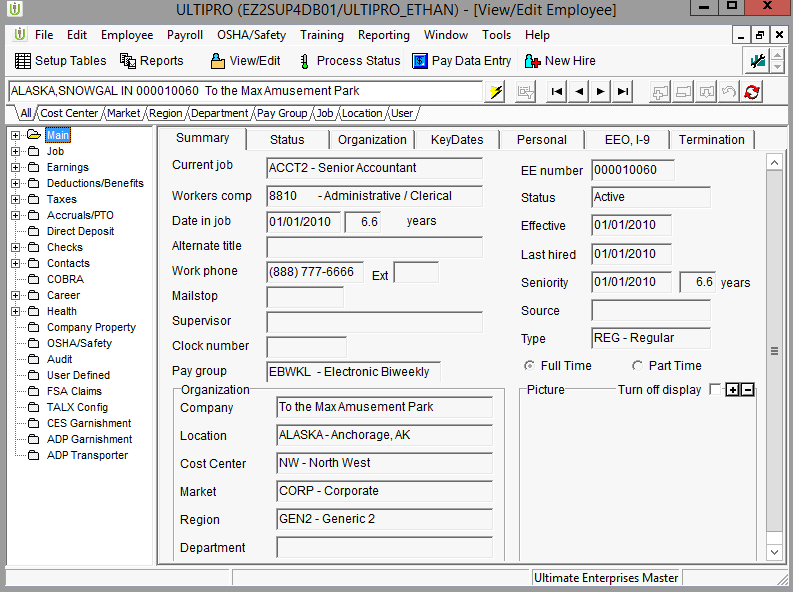 ULTIPRO (EZ2SUP4DB01/ULTIPRO_ETHAN) - [View/Edit Employee]
File Edit Employee Payroll OSHA/Safety Training Reporting Window Tools Help
Setup Tables Reports View/Edit Process Status Pay Data Entry New Hire
ALASKA,SNOWGAL IN 000010060 To the Max Amusement Park
All Cost Center Market Region Department Pay Group Job Location User
Main
Job
Earnings
Deductions/Benefits
Taxes
Accruals/PTO
Direct Deposit
Checks
Contacts
COBRA
Career
Health
Company Property
OSHA/Safety
Audit
User Defined
FSA Claims
TALX Config
CES Garnishment
ADP Garnishment
ADP Transporter
Summary Status Organization KeyDates Personal EEO, I-9 Termination
Current job ACCT2 - Senior Accountant
Workers comp 8810 - Administrative / Clerical
Date in job 01/01/2010 6.6 years
Alternate title
Work phone (888) 777-6666 Ext
Mailstop
Supervisor
Clock number
Pay group EBWKL - Electronic Biweekly
EE number 000010060
Status Active
Effective 01/01/2010
Last hired 01/01/2010
Seniority 01/01/2010 6.6 years
Source
Type REG - Regular
Full Time Part Time
Organization
Company To the Max Amusement Park
Location ALASKA - Anchorage, AK
Cost Center NW - North West
Market CORP - Corporate
Region GEN2 - Generic 2
Department
Picture Turn off display
Ultimate Enterprises Master